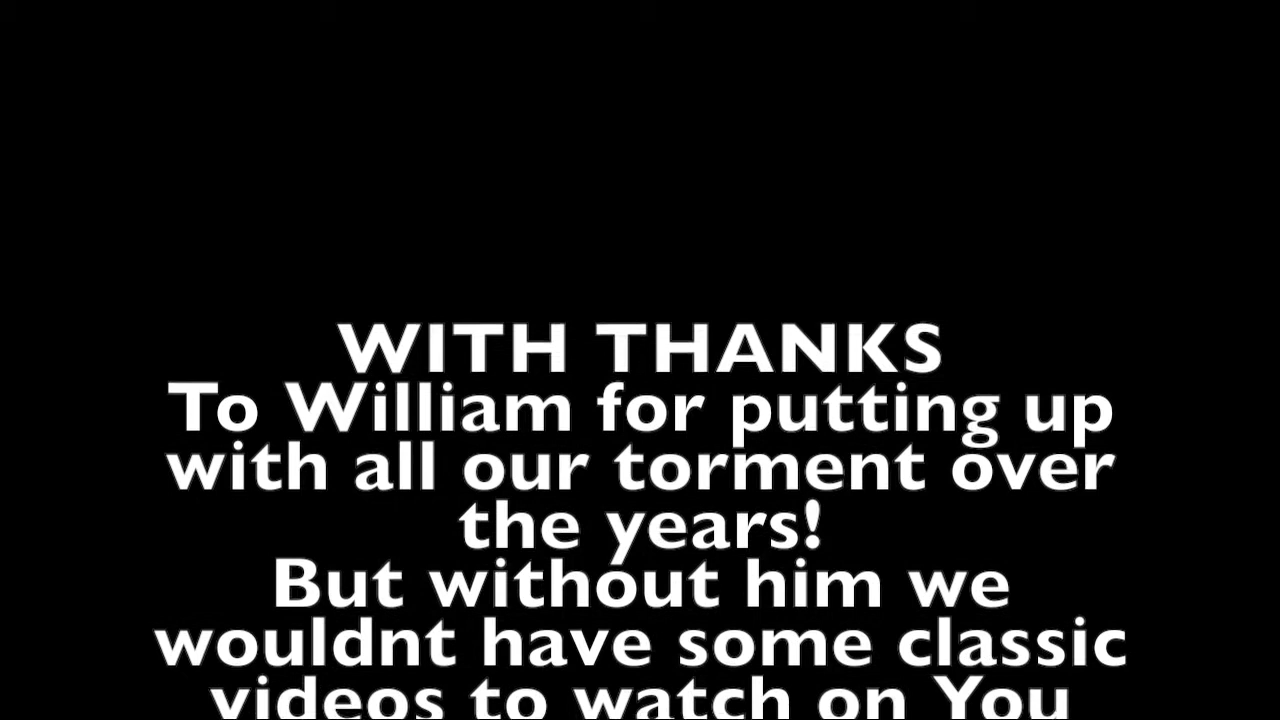 WITH THANKS
To William for putting up
with all our torment over
the years!
But without him we
wouldnt have some classic
videos to watch on You